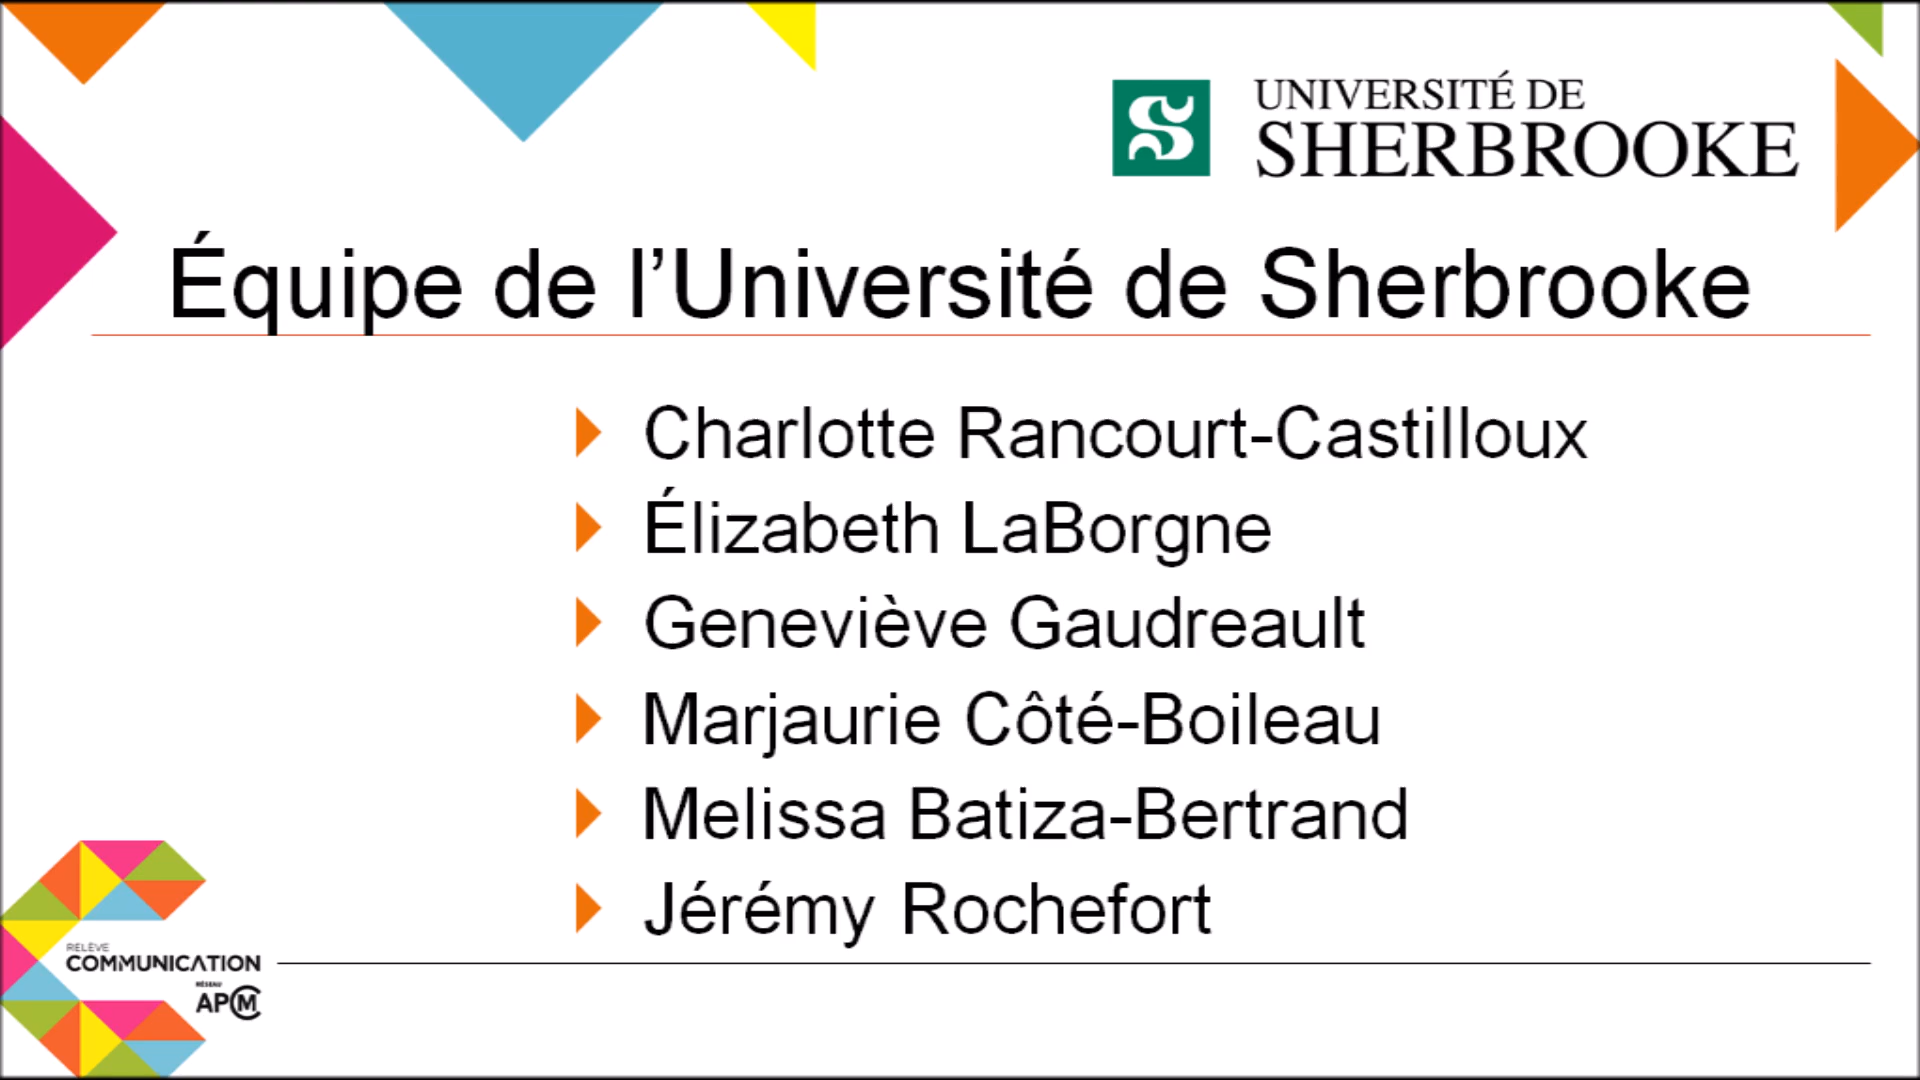 UNIVERSITÉ DE
SHERBROOKE
Équipe de l’Université de Sherbrooke
Charlotte Rancourt-Castilloux
Élizabeth LaBorgne
Geneviève Gaudreault
Marjaurie Côté-Boileau
Melissa Batiza-Bertrand
Jérémy Rochefort
RELÈVE
COMMUNICATION
RÉSEAU
APCM